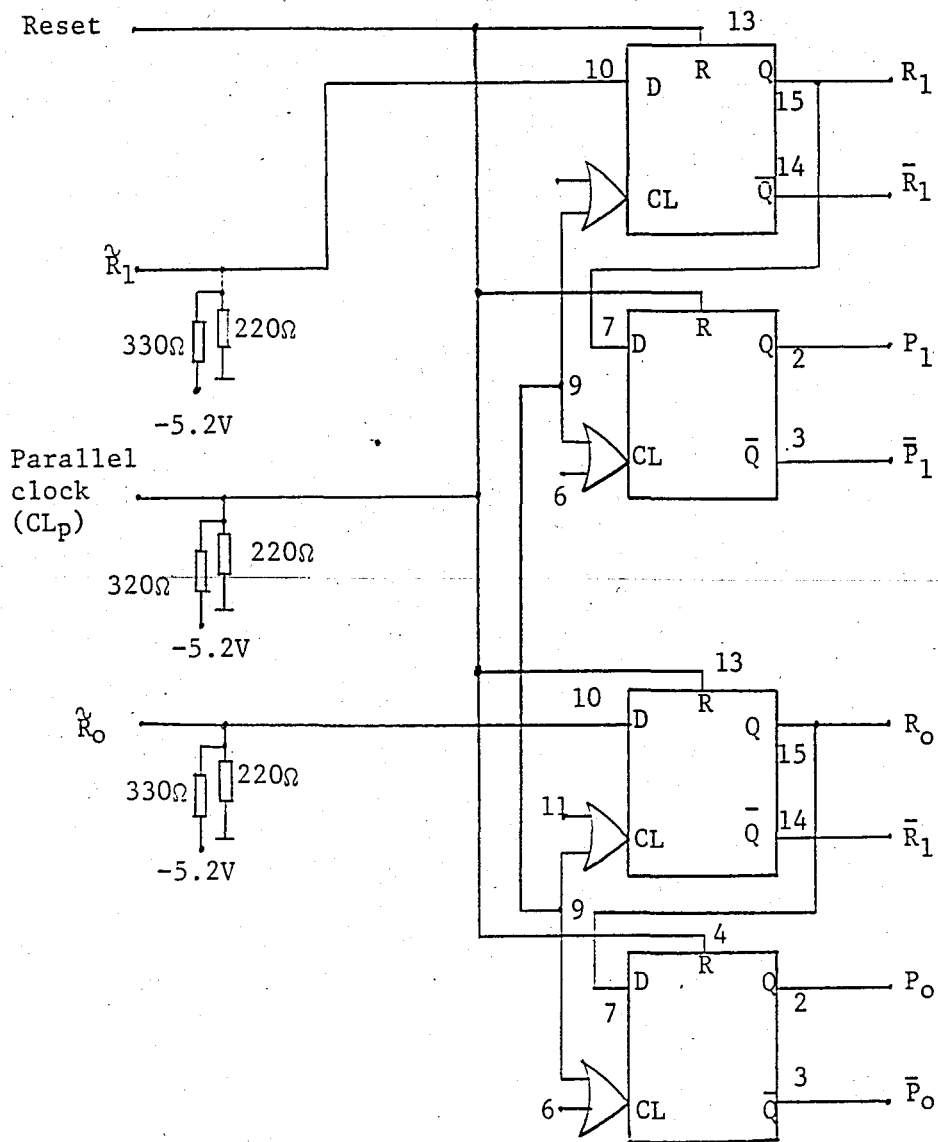 Reset
13
10
R
Q
R1
D
15
14
R̄1
CL
Q̄
R̃1
7
R
330Ω
220Ω
D
Q
P1
2
9
-5.2V
3
Q̄
P̄1
Parallel
clock
(CLp)
CL
6
220Ω
320Ω
-5.2V
13
10
R
R̃o
D
Q
Ro
15
330Ω
220Ω
11
Q̄
14
R̄1
CL
-5.2V
9
4
R
D
Q
Po
7
2
3
6
CL
Q̄
P̄o